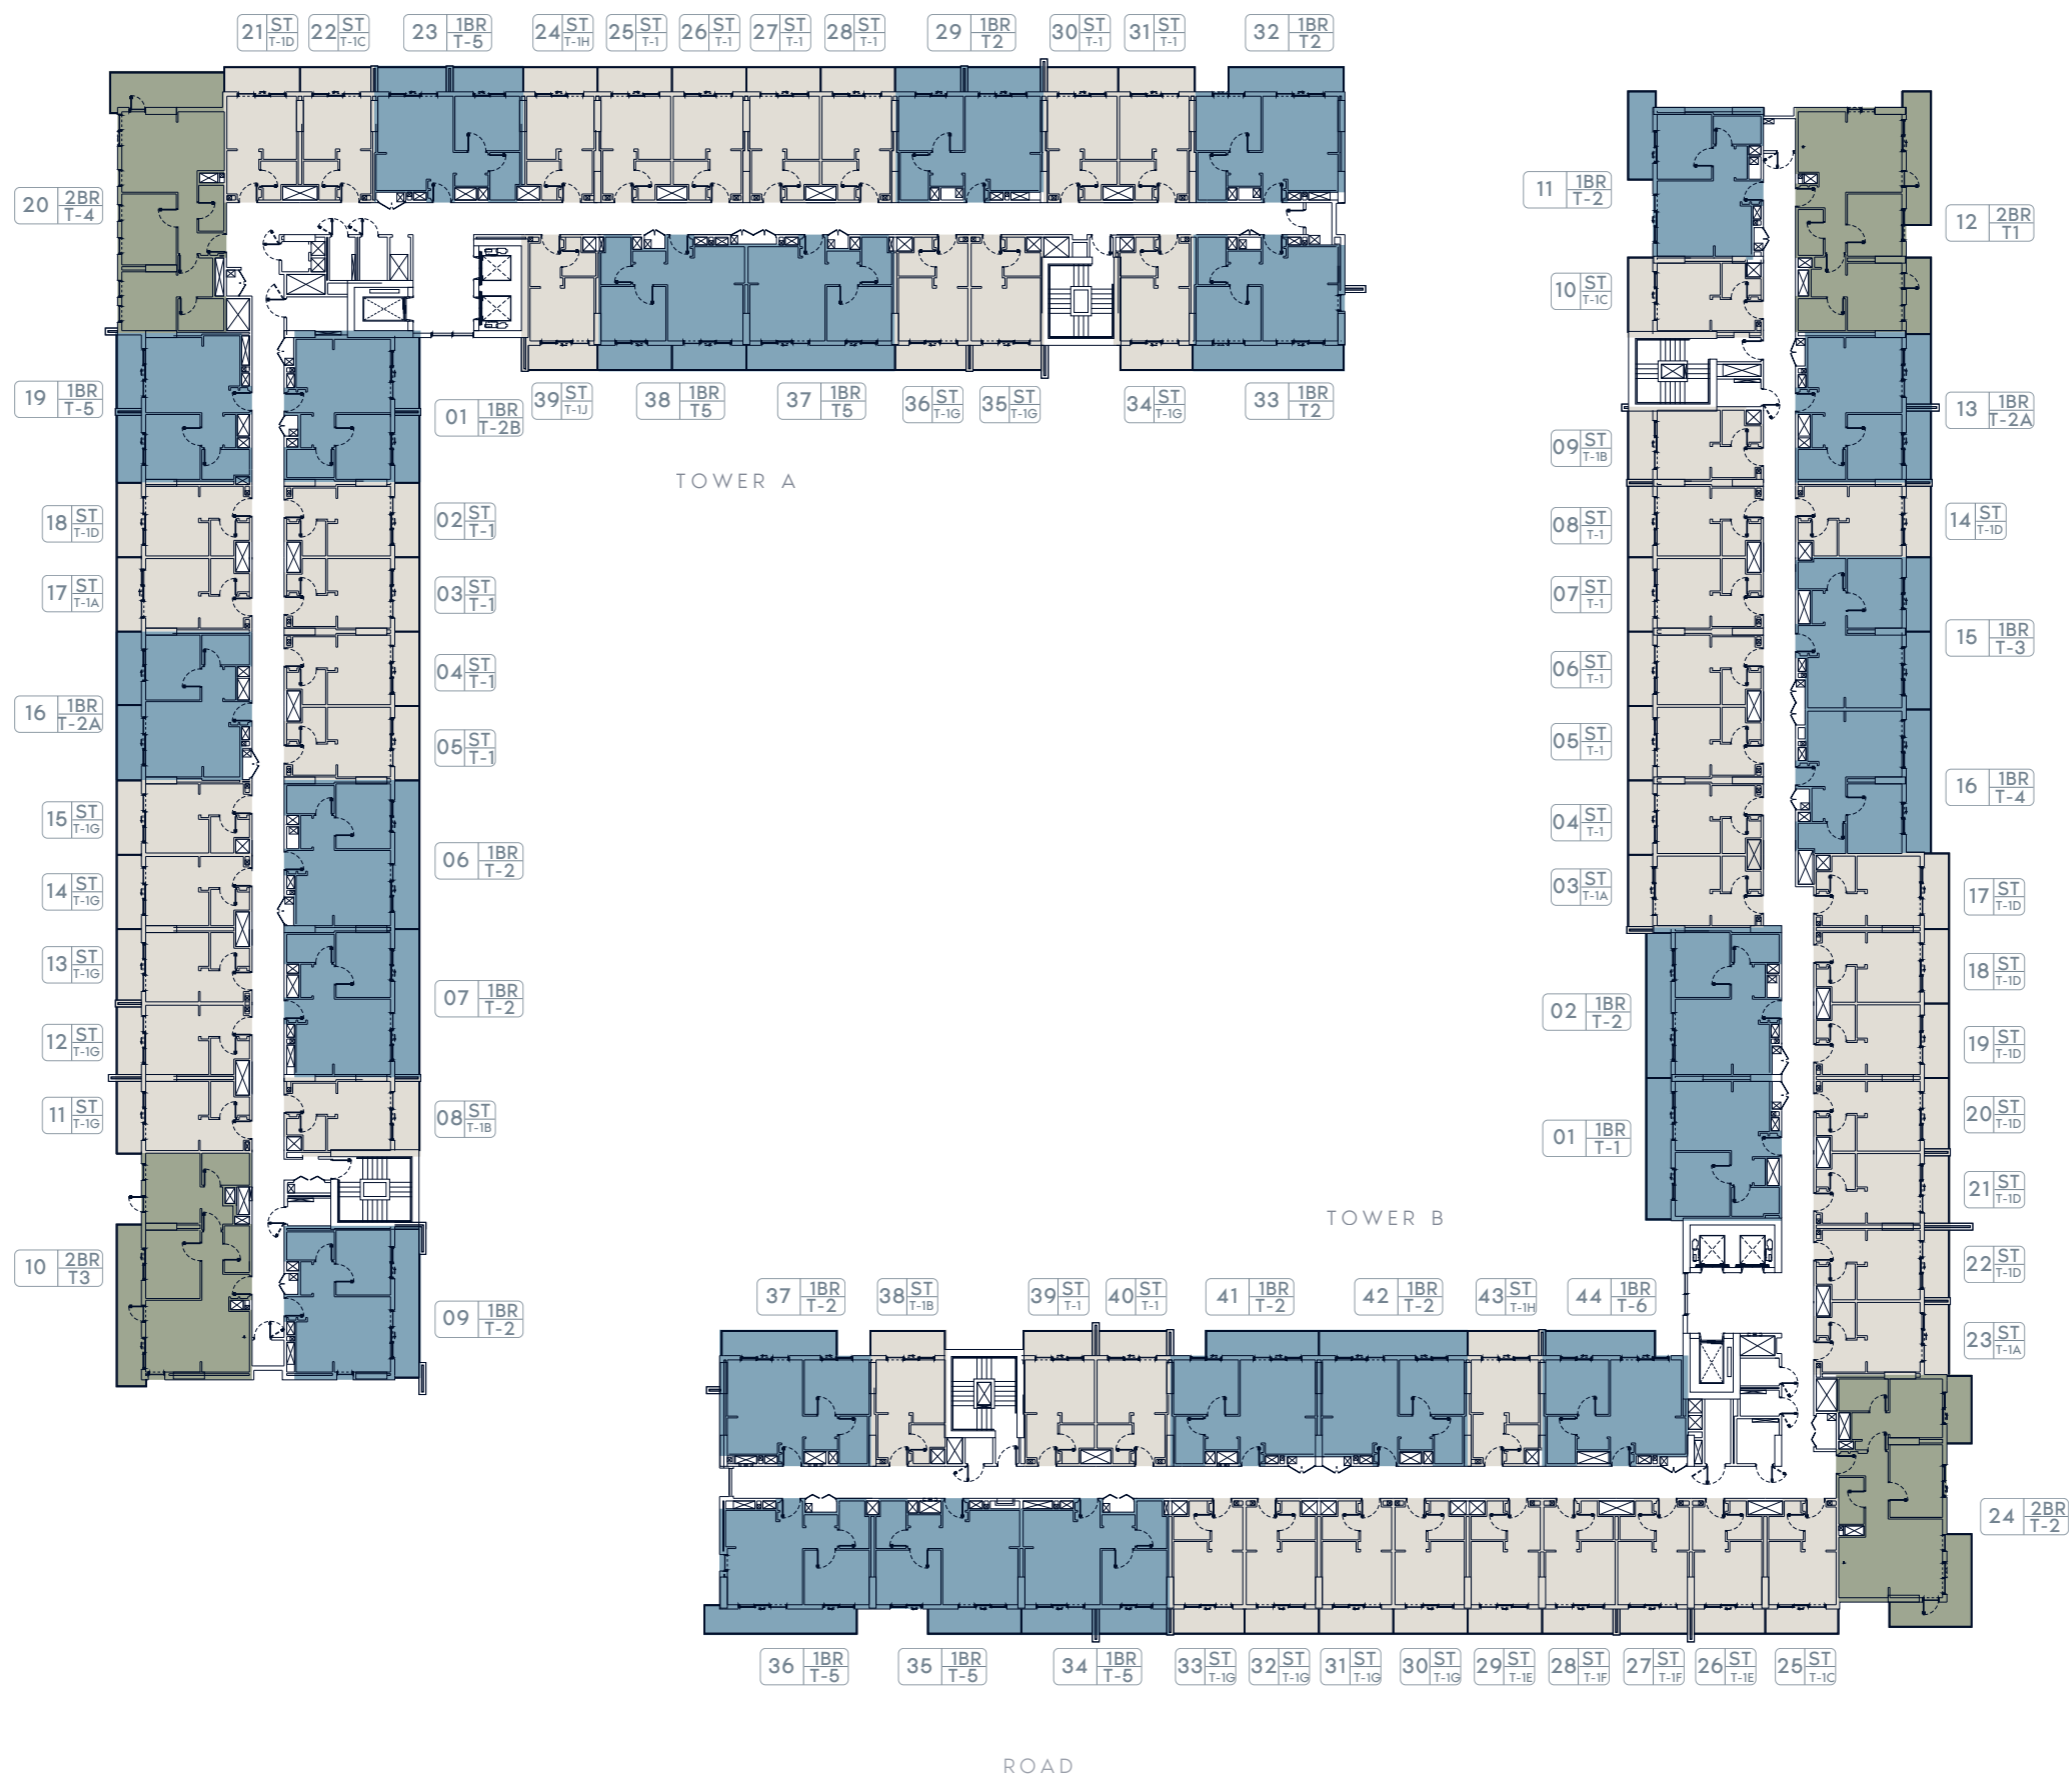 21 ST T-1D
22 ST T-1C
23 1BR T-5
24 ST T-1H
25 ST T-1
26 ST T-1
27 ST T-1
28 ST T-1
29 1BR T2
30 ST T-1
31 ST T-1
32 1BR T2
20 2BR T-4
19 1BR T-5
01 1BR T-2B
39 ST T-1J
38 1BR T5
37 1BR T5
36 ST T-1G
35 ST T-1G
34 ST T-1G
33 1BR T2
TOWER A
18 ST T-1D
02 ST T-1
17 ST T-1A
03 ST T-1
04 ST T-1
16 1BR T-2A
05 ST T-1
15 ST T-1G
06 1BR T-2
14 ST T-1G
13 ST T-1G
07 1BR T-2
12 ST T-1G
11 ST T-1G
08 ST T-1B
10 2BR T3
09 1BR T-2
11 1BR T-2
12 2BR T1
10 ST T-1C
13 1BR T-2A
09 ST T-1B
08 ST T-1
14 ST T-1D
07 ST T-1
15 1BR T-3
06 ST T-1
05 ST T-1
16 1BR T-4
04 ST T-1
03 ST T-1A
17 ST T-1D
18 ST T-1D
02 1BR T-2
19 ST T-1D
20 ST T-1D
01 1BR T-1
21 ST T-1D
TOWER B
22 ST T-1D
23 ST T-1A
37 1BR T-2
38 ST T-1B
39 ST T-1
40 ST T-1
41 1BR T-2
42 1BR T-2
43 ST T-1H
44 1BR T-6
24 2BR T-2
36 1BR T-5
35 1BR T-5
34 1BR T-5
33 ST T-1G
32 ST T-1G
31 ST T-1G
30 ST T-1G
29 ST T-1E
28 ST T-1F
27 ST T-1F
26 ST T-1E
25 ST T-1C
ROAD